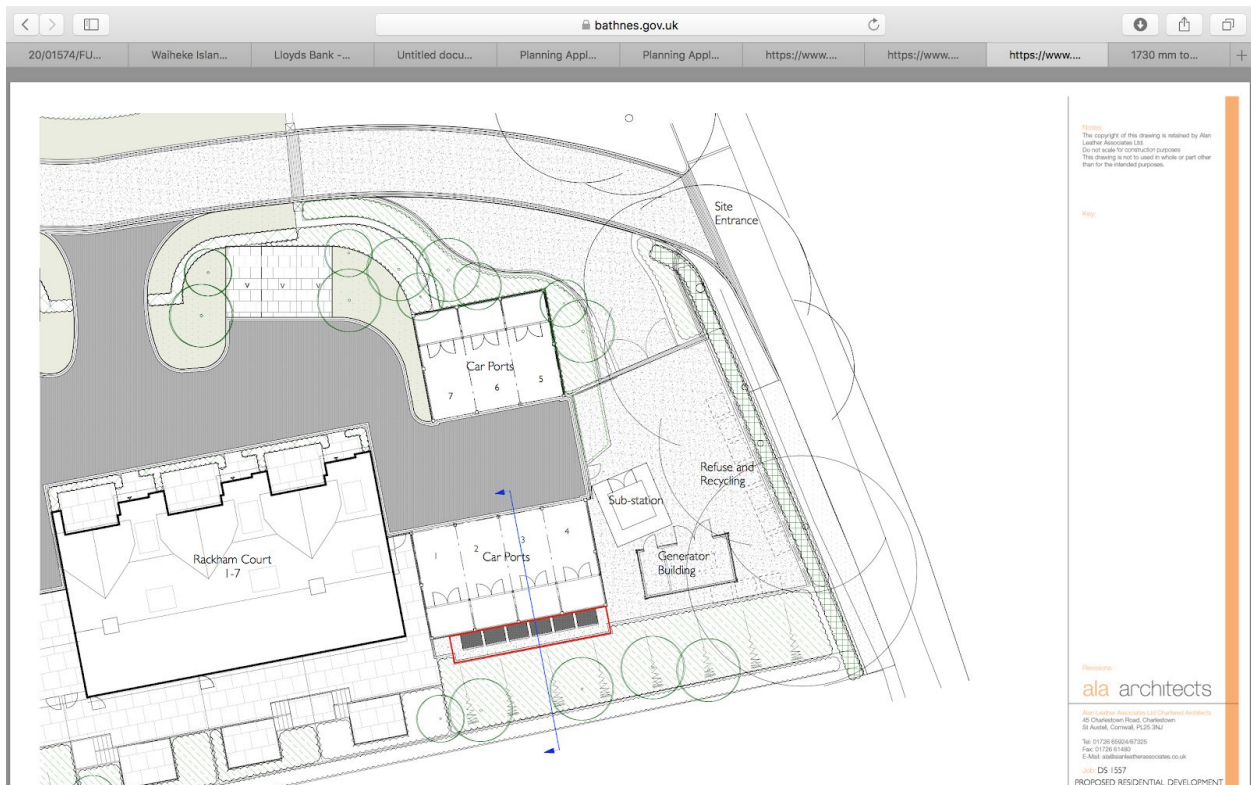 bathnes.gov.uk
20/01574/FU...
Waiheke Islan...
Lloyds Bank -...
Untitled docu...
Planning Appl...
Planning Appl...
https://www....
https://www....
https://www....
1730 mm to...
Site
Entrance
V
V
V
Car Ports
7
6
5
Refuse and
Recycling
Sub-station
Generator
Building
1
2
3
4
Car Ports
Rackham Court
1-7
Notes:
The copyright of this drawing is retained by Alan
Leather Associates Ltd.
Do not scale for construction purposes
This drawing is not to used in whole or part other
than for the intended purposes.
Key:
Revisions:
ala architects
Alan Leather Associates Ltd Chartered Architects
45 Charlestown Road, Charlestown
St Austell, Cornwall, PL25 3NJ
Tel: 01726 65924/67325
Fax: 01726 61480
E-Mail: ala@alanleatherassociates.co.uk
Job: DS 1557
PROPOSED RESIDENTIAL DEVELOPMENT